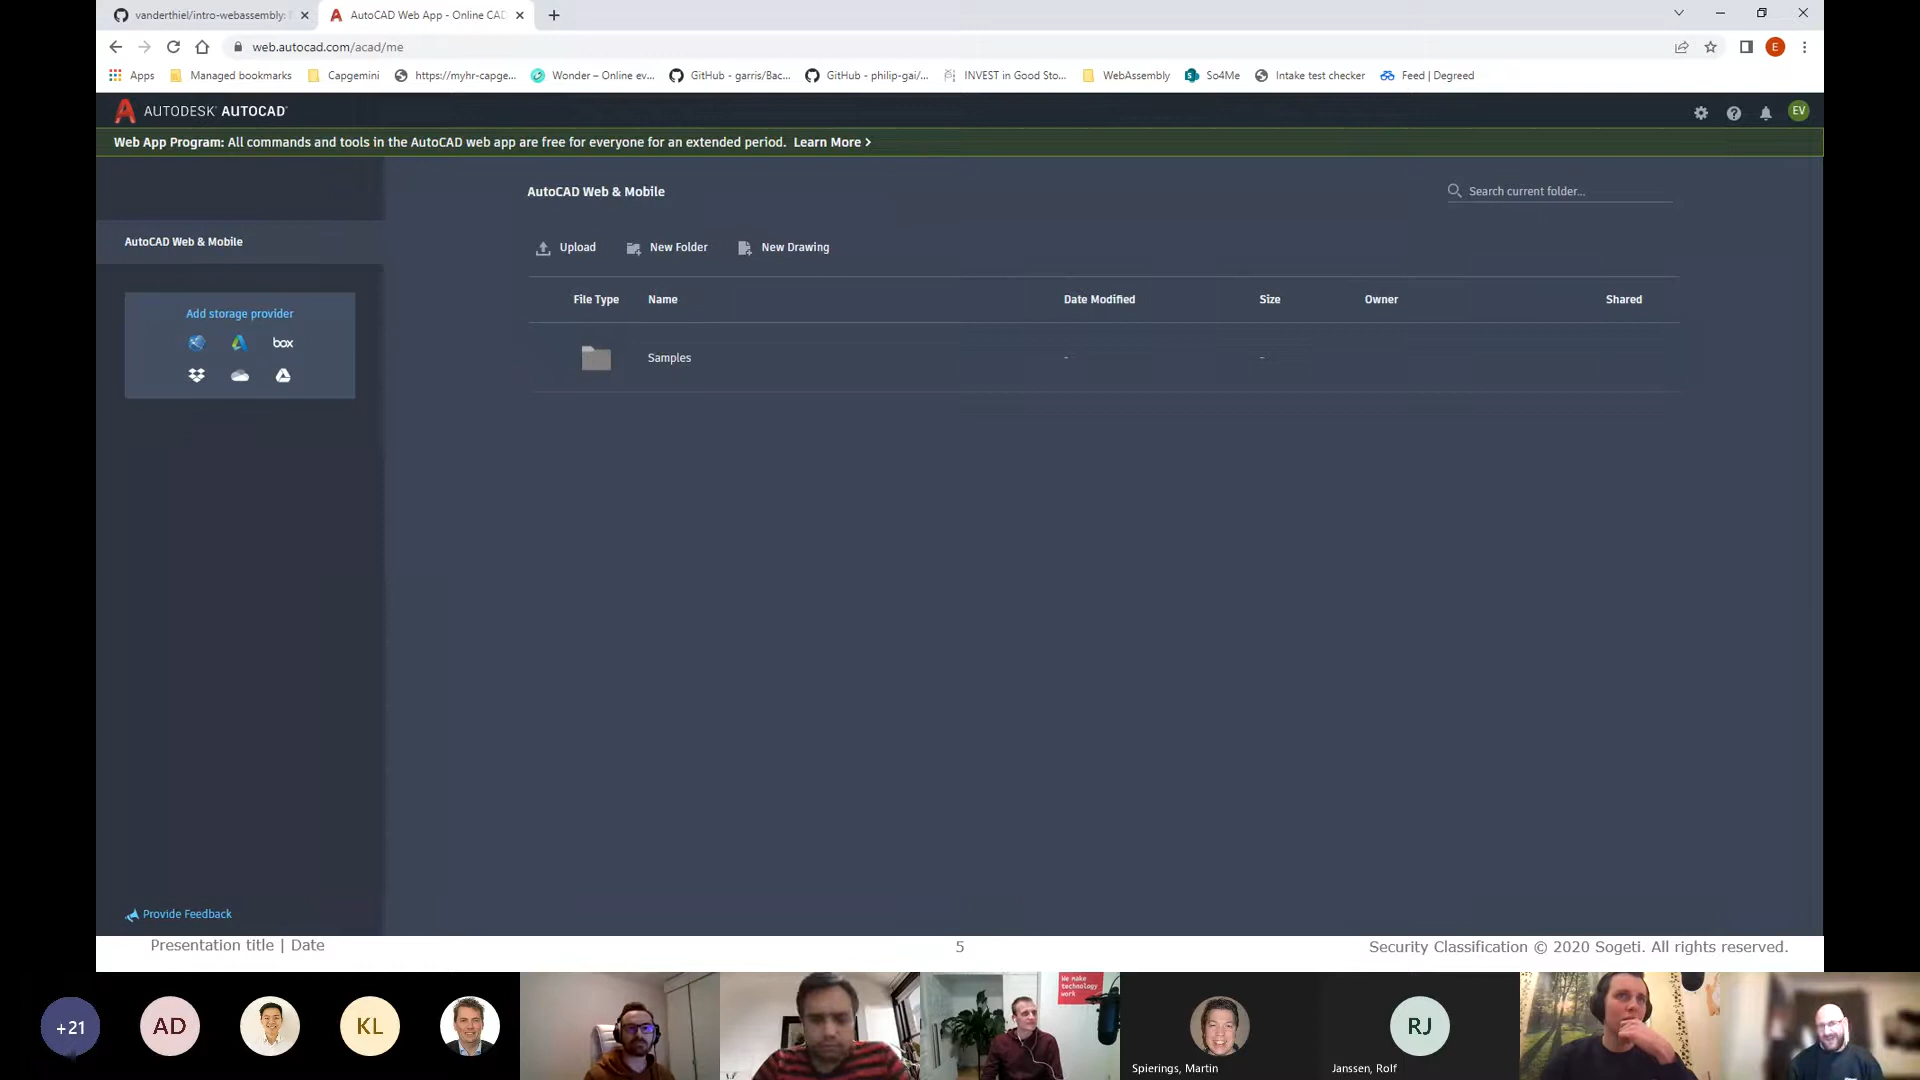 vanderthiel/intro-webassembly:
AutoCAD Web App - Online CAD
web.autocad.com/acad/me
E
Apps
Managed bookmarks
Capgemini
https://myhr-capge...
Wonder – Online ev...
GitHub - garris/Bac...
GitHub - philip-gai/...
INVEST in Good Sto...
WebAssembly
So4Me
Intake test checker
Feed | Degreed
AUTODESK AUTOCAD
EV
Web App Program: All commands and tools in the AutoCAD web app are free for everyone for an extended period. Learn More >
AutoCAD Web & Mobile
Add storage provider
box
AutoCAD Web & Mobile
Search current folder...
Upload
New Folder
New Drawing
File Type Name Date Modified Size Owner Shared
Samples - -
Provide Feedback
Presentation title | Date
5
Security Classification © 2020 Sogeti. All rights reserved.
+21
AD
KL
We make
technology
work
Spierings, Martin
RJ
Janssen, Rolf